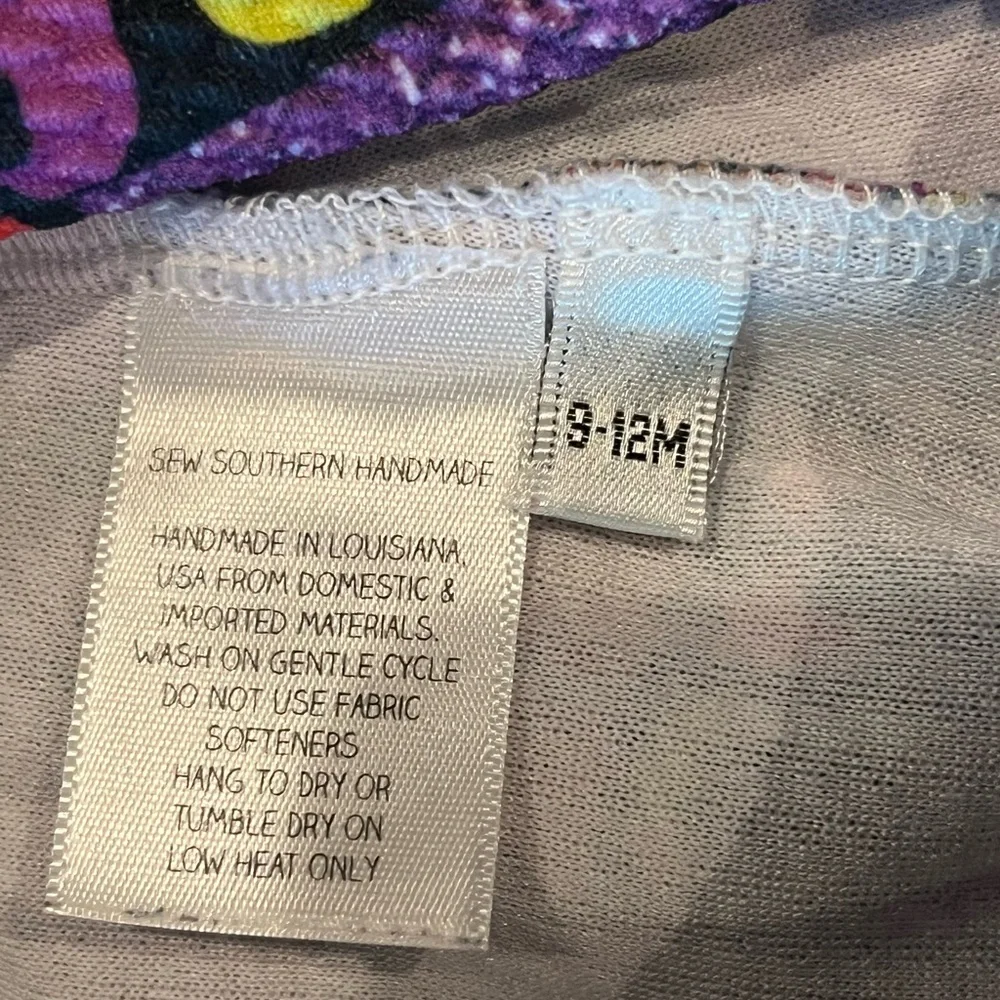 SEW SOUTHERN HANDMADE
HANDMADE IN LOUISIANA,
USA FROM DOMESTIC &
IMPORTED MATERIALS.
WASH ON GENTLE CYCLE
DO NOT USE FABRIC
SOFTENERS
HANG TO DRY OR
TUMBLE DRY ON
LOW HEAT ONLY
9-12M